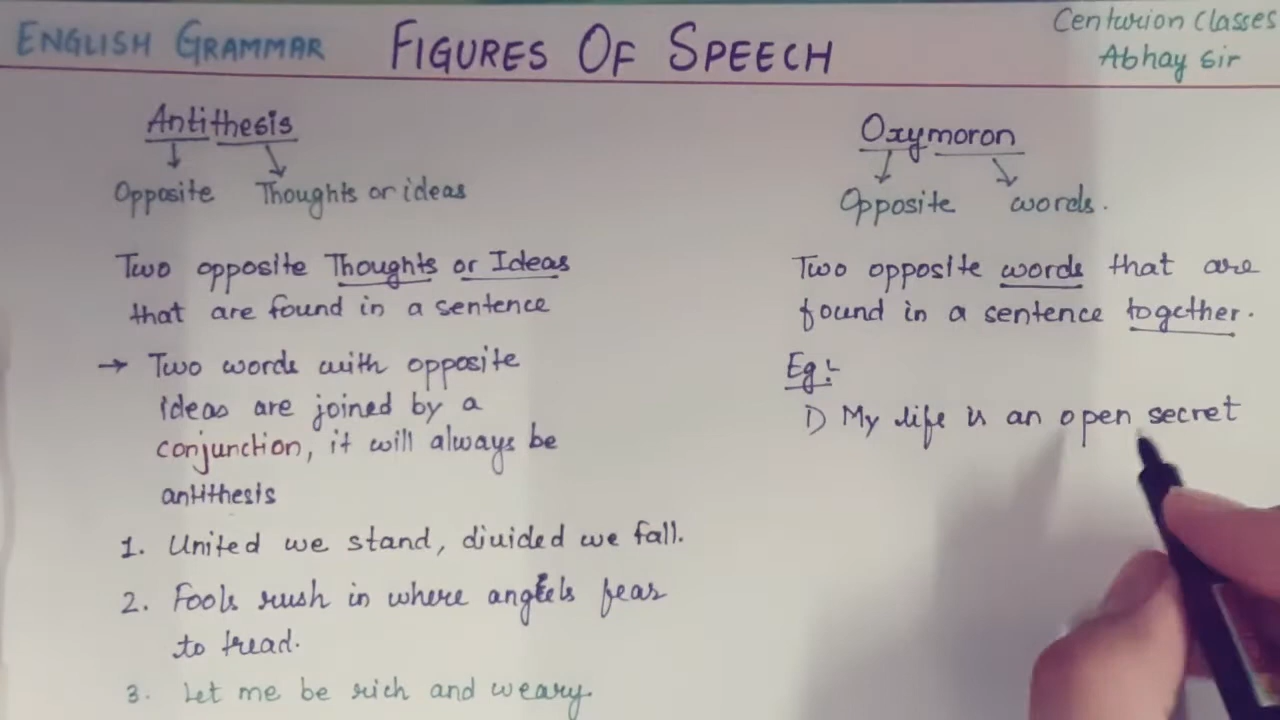 ENGLISH GRAMMAR FIGURES OF SPEECH Centurion Classes
Abhay Sir
Antithesis
Opposite Thoughts or ideas
Two opposite Thoughts or Ideas
that are found in a sentence
→ Two words with opposite
ideas are joined by a
conjunction, it will always be
antithesis
1. United we stand, divided we fall.
2. Fools rush in where angels fear
to tread.
3. Let me be rich and weary.
Oxymoron
Opposite words.
Two opposite words that are
found in a sentence together.
Eg:-
1) My life is an open secret